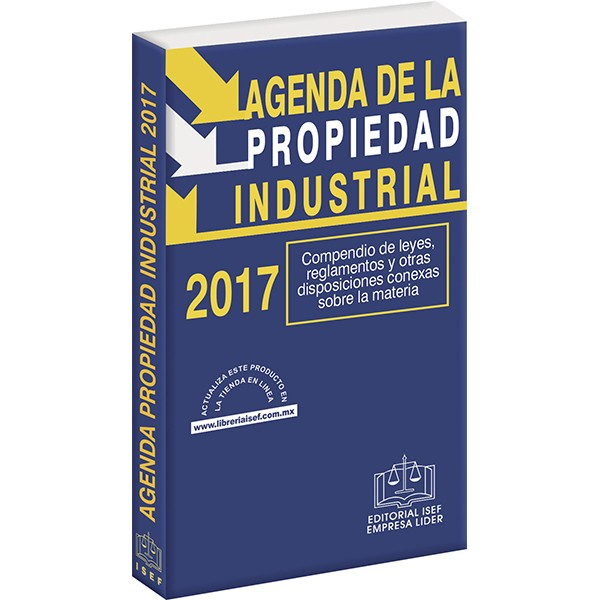 AGENDA DE LA
PROPIEDAD
INDUSTRIAL
2017
Compendio de leyes,
reglamentos y otras
disposiciones conexas
sobre la materia
ACTUALIZA ESTE PRODUCTO EN
LA TIENDA EN LINEA
www.libreriaisef.com.mx
EDITORIAL ISEF
EMPRESA LIDER
AGENDA PROPIEDAD INDUSTRIAL 2017
ISEF